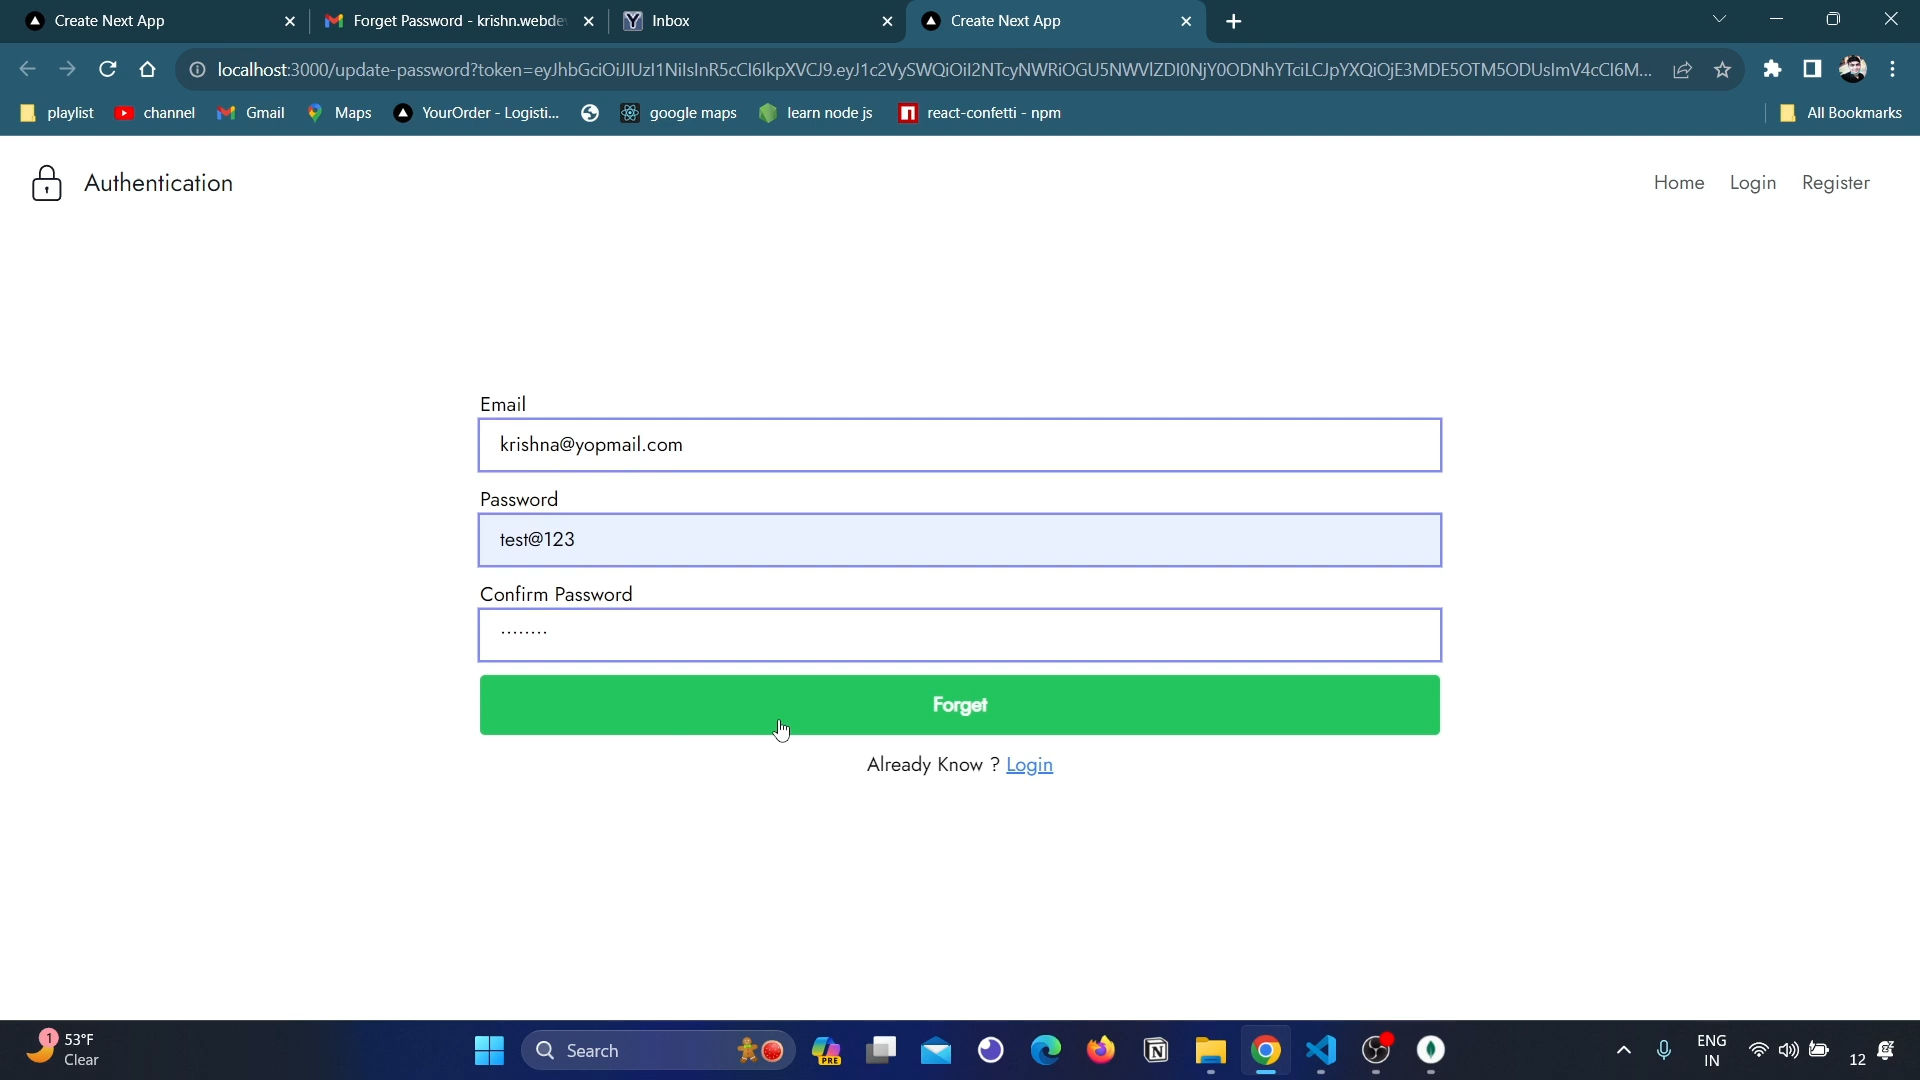 Create Next App
Forget Password - krishn.webde
Inbox
Create Next App
localhost:3000/update-password?token=eyJhbGciOiJIUzI1NiIsInR5cCI6IkpXVCJ9.eyJ1c2VySWQiOiI2NTcyNWRiOGU5NWVlZDI0NjY0ODNhYTciLCJpYXQiOjE3MDE5OTM5ODUsImV4cCI6M...
playlist
channel
Gmail
Maps
YourOrder - Logisti...
google maps
learn node js
react-confetti - npm
All Bookmarks
Authentication
Home
Login
Register
Email
krishna@yopmail.com
Password
test@123
Confirm Password
........
Forget
Already Know ? Login
1
53°F
Clear
Search
PRE
ENG
IN
12